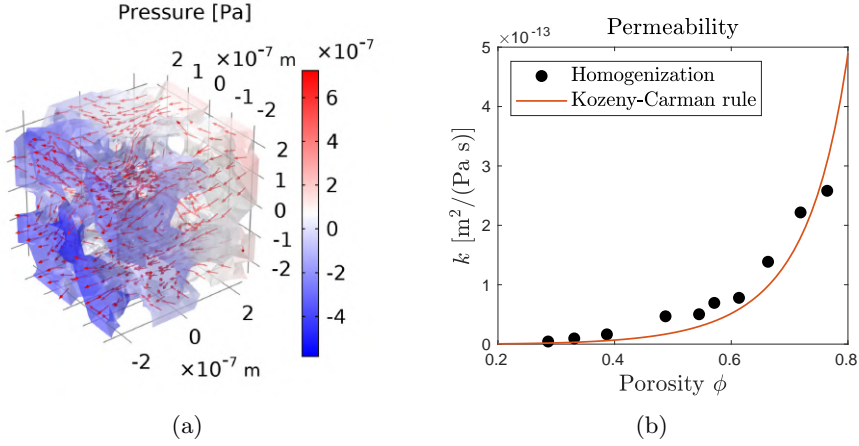 Pressure [Pa]
×10⁻⁷ m
2
1
0
-1
-2
×10⁻⁷
6
4
2
0
-2
-4
2
1
0
-1
-2
2
0
-2
×10⁻⁷ m
(a)
Permeability
×10⁻¹³
5
4
3
2
1
0
k [m²/(Pa s)]
Homogenization
Kozeny-Carman rule
0.2 0.4 0.6 0.8
Porosity ϕ
(b)